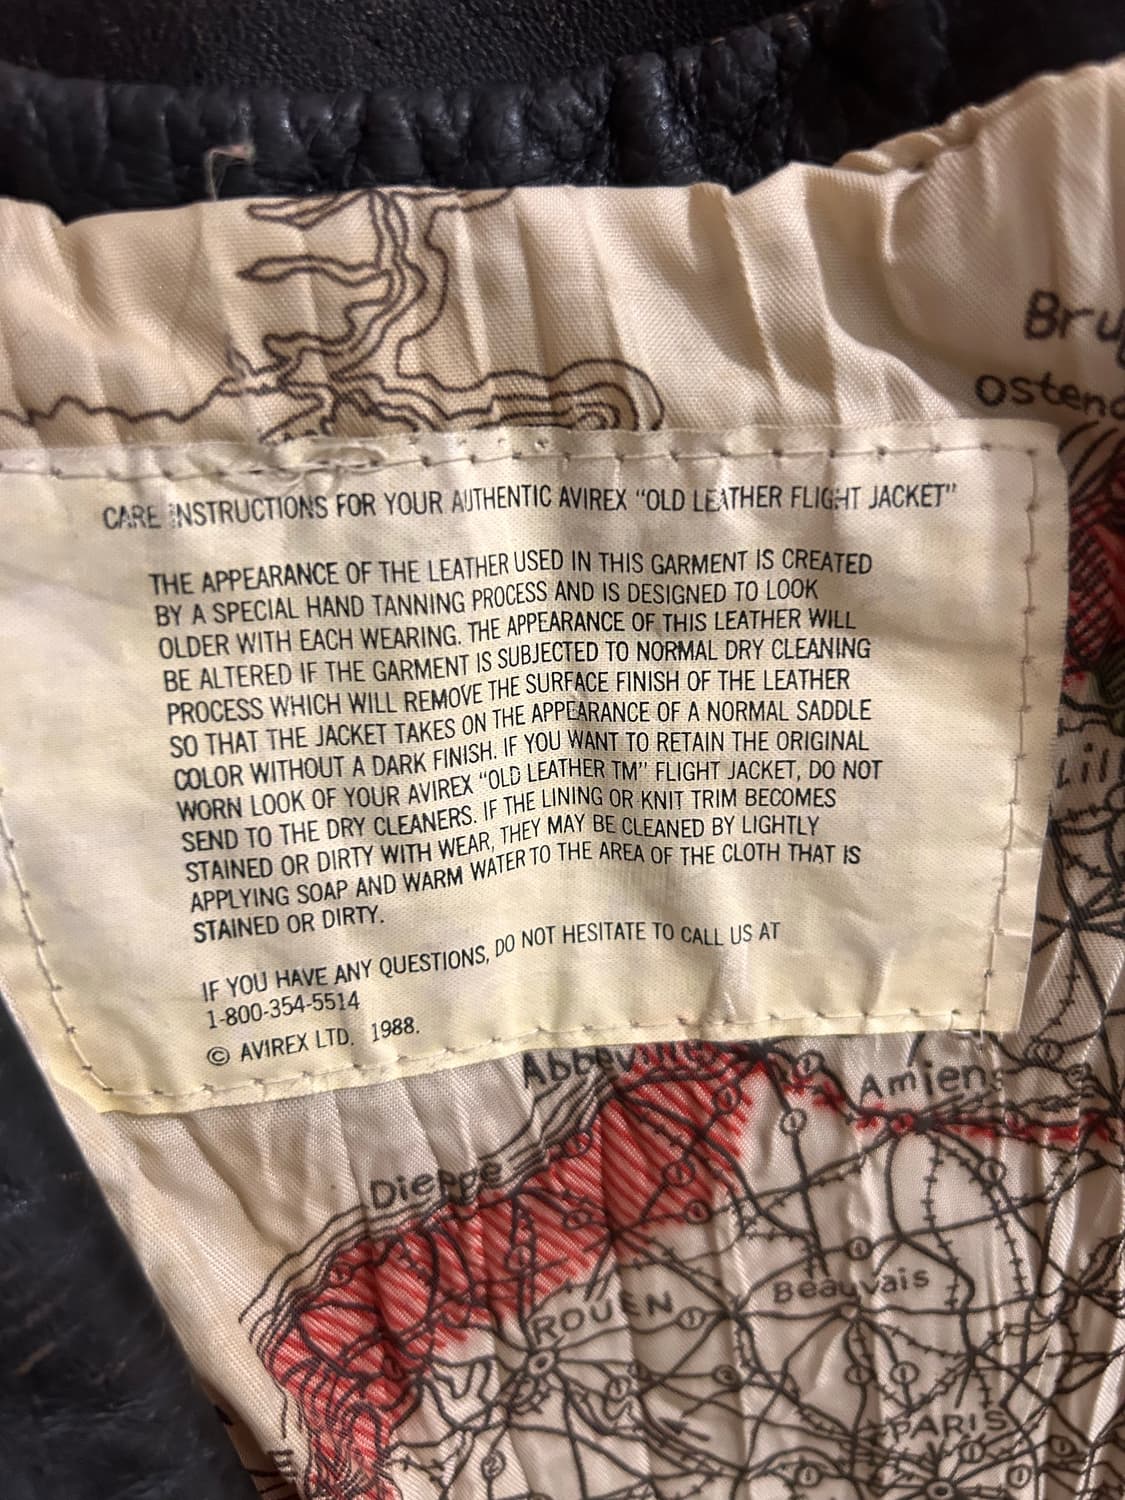 Bru
Ostend
CARE INSTRUCTIONS FOR YOUR AUTHENTIC AVIREX "OLD LEATHER FLIGHT JACKET"
THE APPEARANCE OF THE LEATHER USED IN THIS GARMENT IS CREATED
BY A SPECIAL HAND TANNING PROCESS AND IS DESIGNED TO LOOK
OLDER WITH EACH WEARING. THE APPEARANCE OF THIS LEATHER WILL
BE ALTERED IF THE GARMENT IS SUBJECTED TO NORMAL DRY CLEANING
PROCESS WHICH WILL REMOVE THE SURFACE FINISH OF THE LEATHER
SO THAT THE JACKET TAKES ON THE APPEARANCE OF A NORMAL SADDLE
COLOR WITHOUT A DARK FINISH. IF YOU WANT TO RETAIN THE ORIGINAL
WORN LOOK OF YOUR AVIREX "OLD LEATHER TM" FLIGHT JACKET, DO NOT
SEND TO THE DRY CLEANERS. IF THE LINING OR KNIT TRIM BECOMES
STAINED OR DIRTY WITH WEAR, THEY MAY BE CLEANED BY LIGHTLY
APPLYING SOAP AND WARM WATER TO THE AREA OF THE CLOTH THAT IS
STAINED OR DIRTY.
IF YOU HAVE ANY QUESTIONS, DO NOT HESITATE TO CALL US AT
1-800-354-5514
© AVIREX LTD. 1988.
Lill
Abbeville
Amiens
Dieppe
ROUEN
Beauvais
PARIS